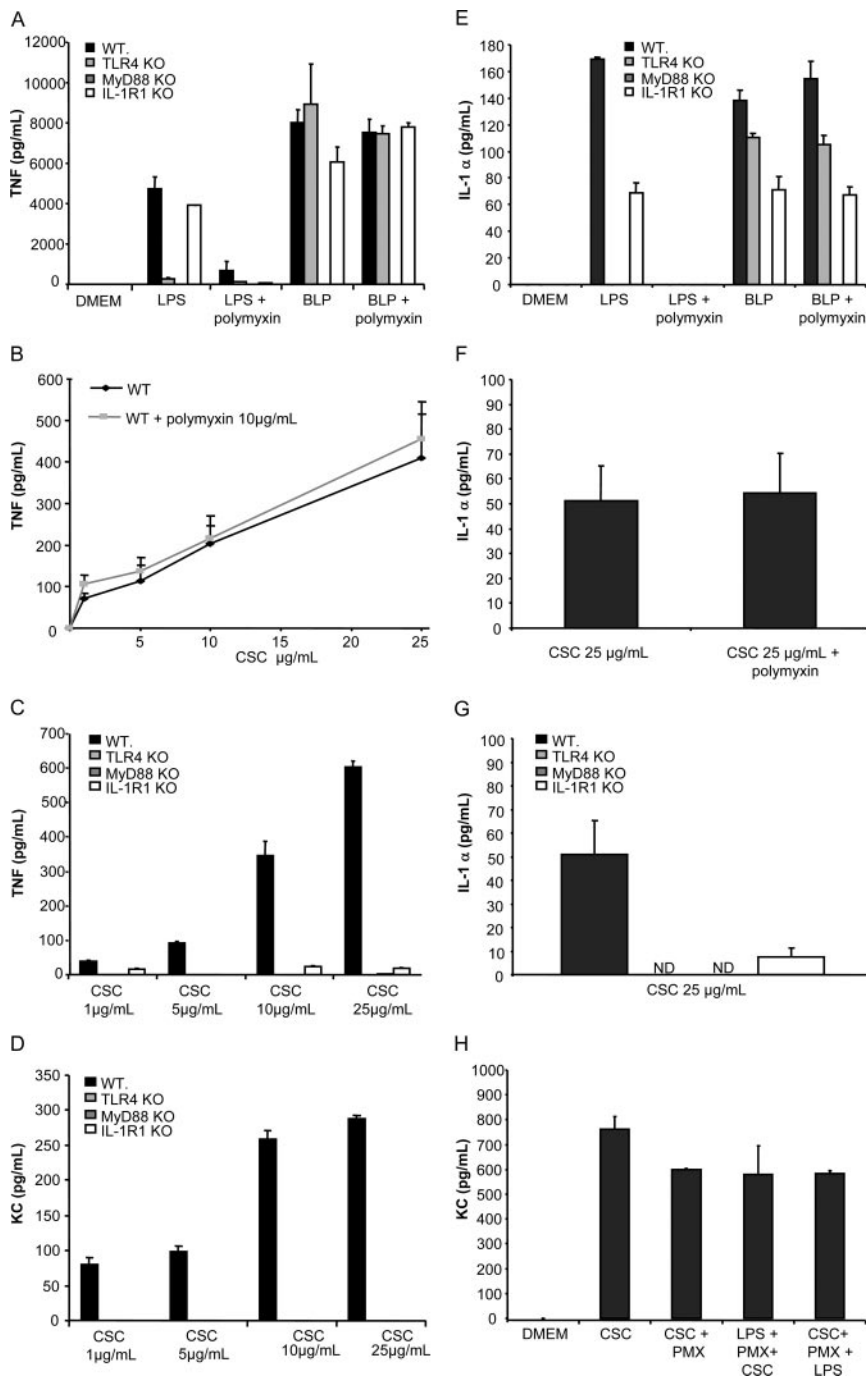 A
12000
10000
8000
6000
4000
2000
0
TNF (pg/mL)
WT.
TLR4 KO
MyD88 KO
IL-1R1 KO
DMEM
LPS
LPS +
polymyxin
BLP
BLP +
polymyxin
B
600
500
400
300
200
100
0
TNF (pg/mL)
WT
WT + polymyxin 10µg/mL
5
10
15
20
25
CSC µg/mL
C
700
600
500
400
300
200
100
0
TNF (pg/mL)
WT.
TLR4 KO
MyD88 KO
IL-1R1 KO
CSC
1µg/mL
CSC
5µg/mL
CSC
10µg/mL
CSC
25µg/mL
D
350
300
250
200
150
100
50
0
KC (pg/mL)
WT.
TLR4 KO
MyD88 KO
IL-1R1 KO
CSC
1µg/mL
CSC
5µg/mL
CSC
10µg/mL
CSC
25µg/mL
E
180
160
140
120
100
80
60
40
20
0
IL-1 α (pg/mL)
WT.
TLR4 KO
MyD88 KO
IL-1R1 KO
DMEM
LPS
LPS +
polymyxin
BLP
BLP +
polymyxin
F
100
90
80
70
60
50
40
30
20
10
0
IL-1 α (pg/mL)
CSC 25 µg/mL
CSC 25 µg/mL +
polymyxin
G
100
90
80
70
60
50
40
30
20
10
0
IL-1 α (pg/mL)
WT.
TLR4 KO
MyD88 KO
IL-1R1 KO
ND
ND
CSC 25 µg/mL
H
1000
900
800
700
600
500
400
300
200
100
0
KC (pg/mL)
DMEM
CSC
CSC +
PMX
LPS +
PMX+
CSC
CSC+
PMX +
LPS